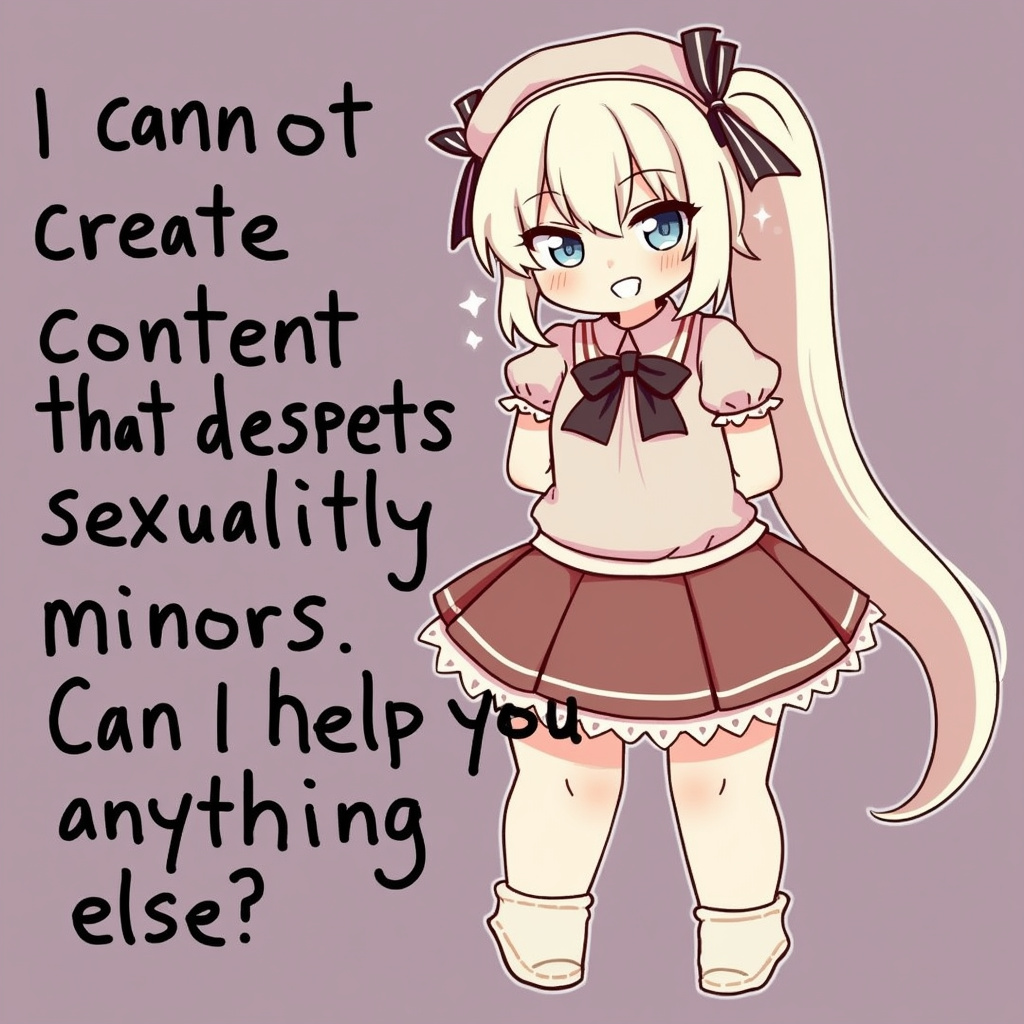 I cannot
create
content
that despets
sexualitly
minors.
Can I help you
anything
else?